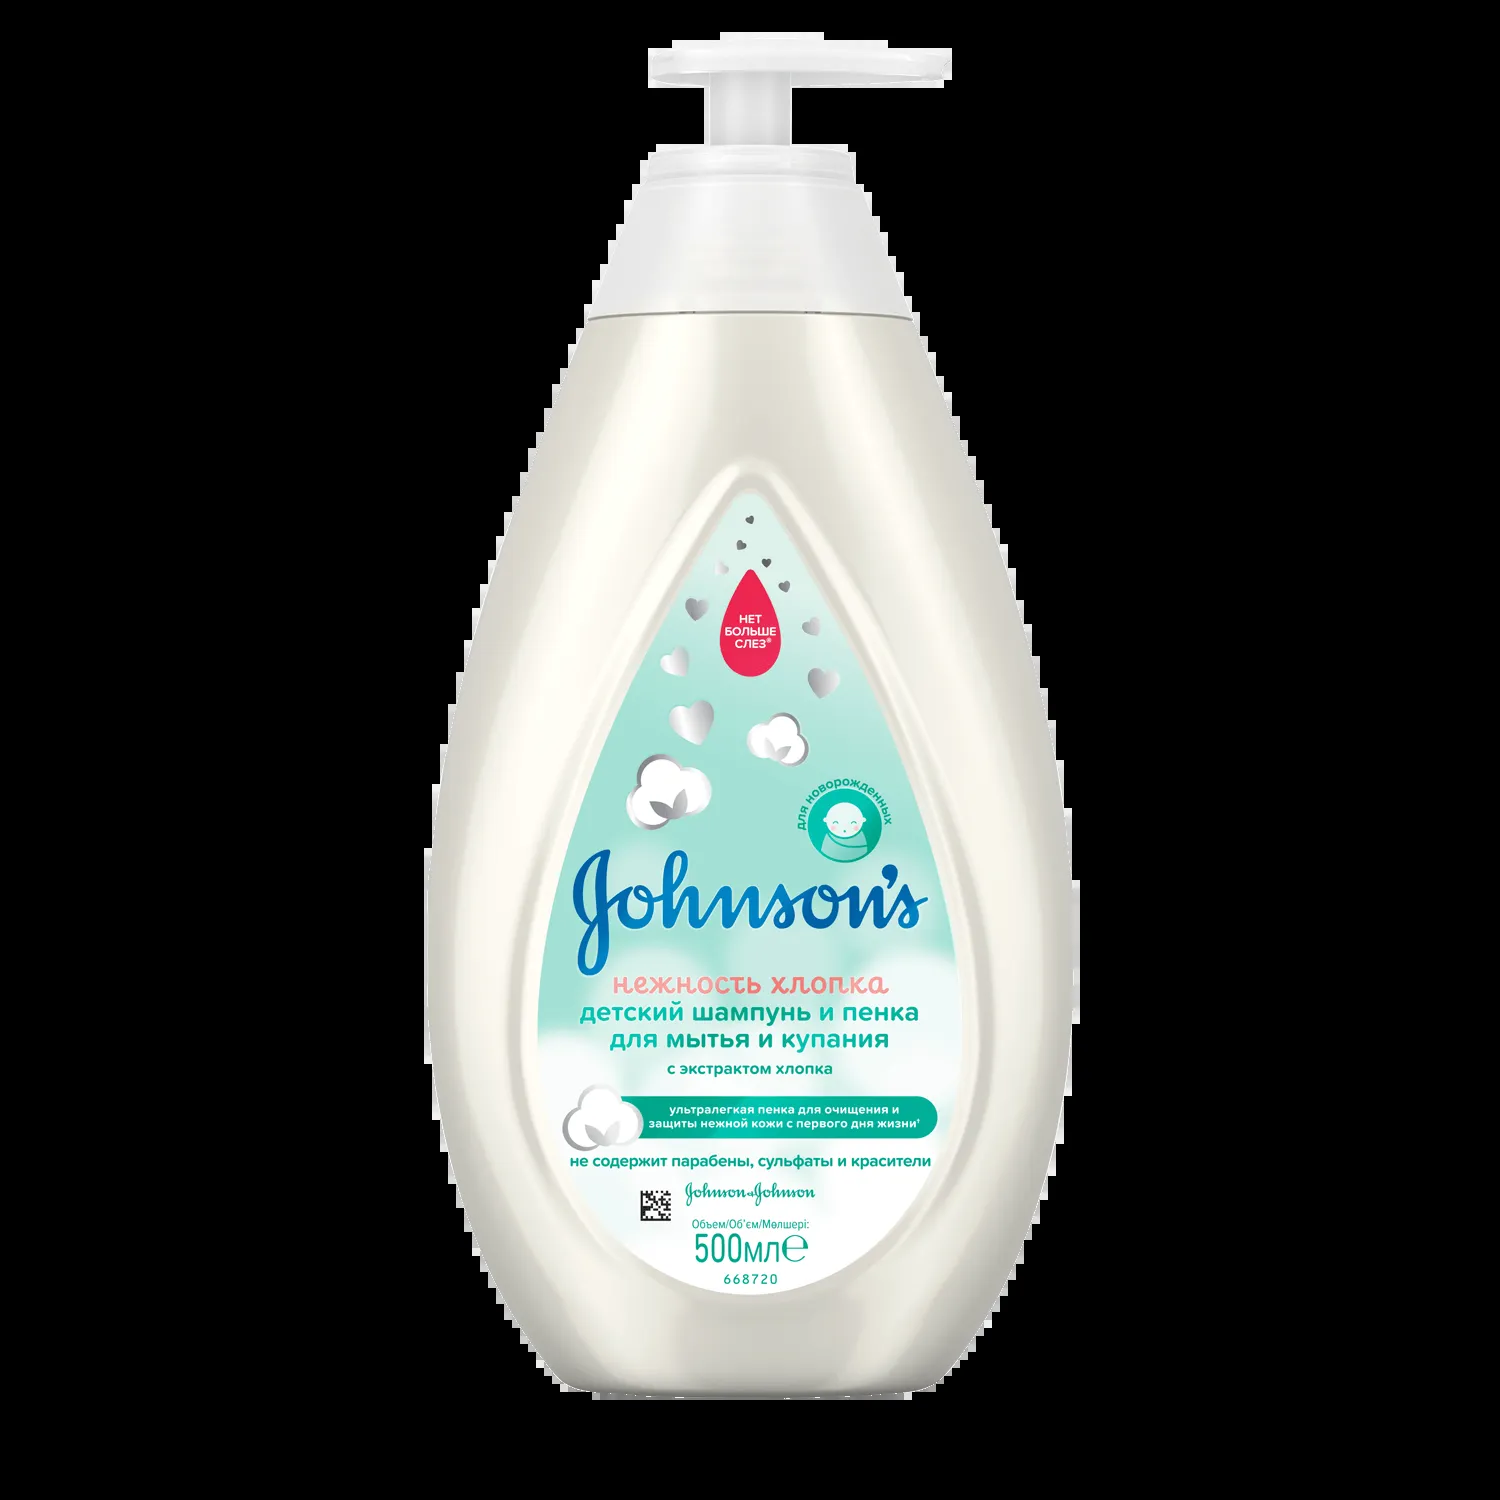 НЕТ
БОЛЬШЕ
СЛЕЗ®
для новорожденных
Johnson's
нежность хлопка
детский шампунь и пенка
для мытья и купания
с экстрактом хлопка
ультралегкая пенка для очищения и
защиты нежной кожи с первого дня жизни†
не содержит парабены, сульфаты и красители
Johnson&Johnson
Объем/Об'єм/Мөлшері:
500мл℮
668720